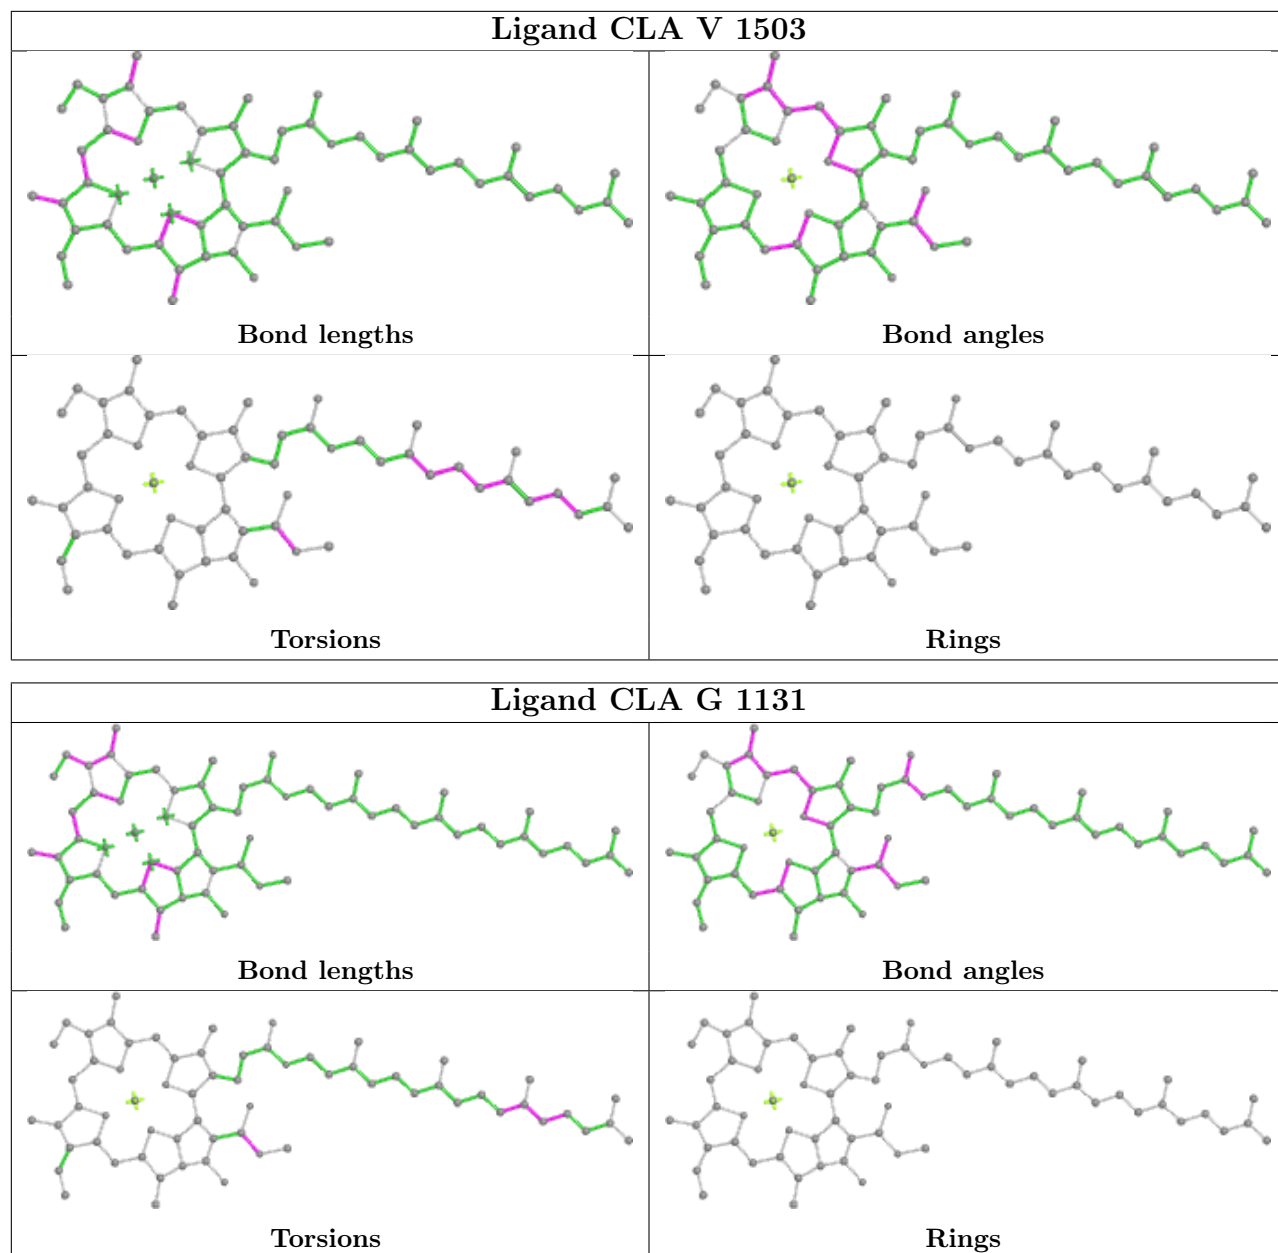 Ligand CLA V 1503
Bond lengths
Bond angles
Torsions
Rings
Ligand CLA G 1131
Bond lengths
Bond angles
Torsions
Rings